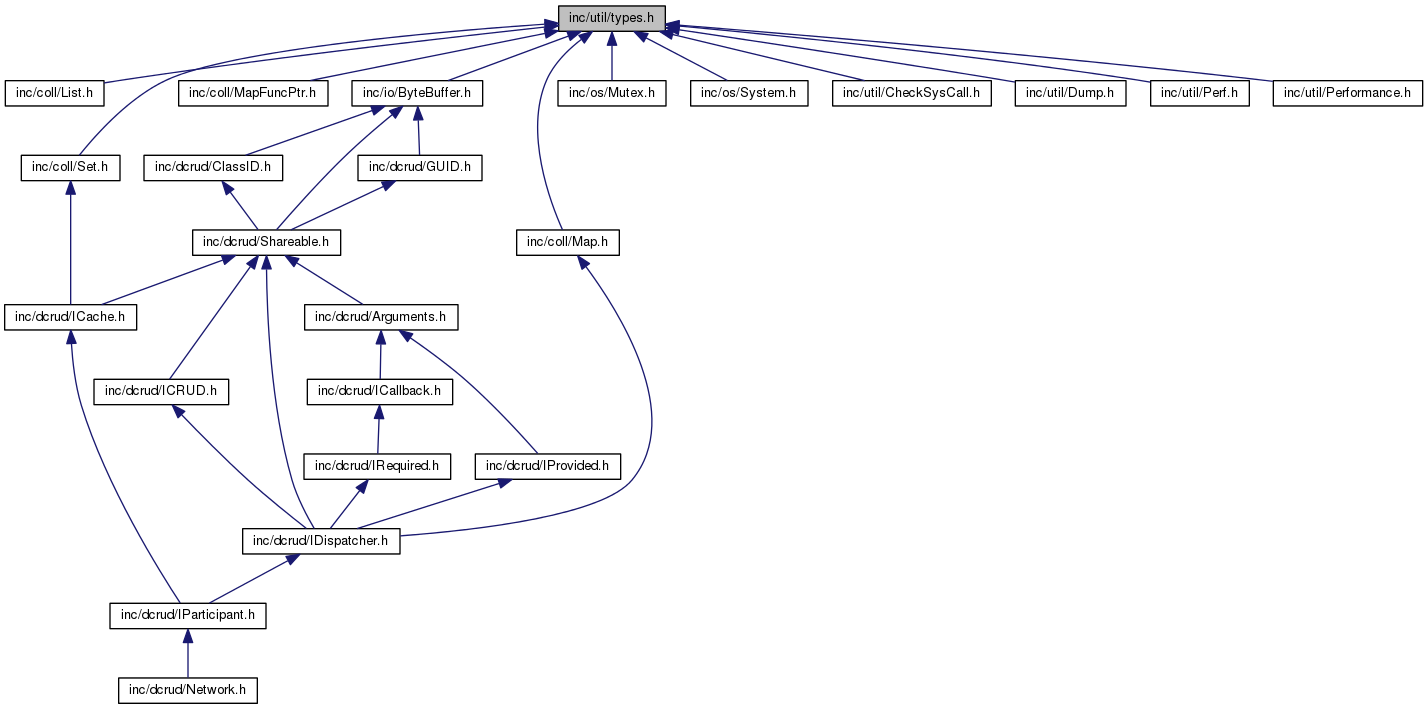 inc/util/types.h
inc/coll/List.h
inc/coll/MapFuncPtr.h
inc/io/ByteBuffer.h
inc/os/Mutex.h
inc/os/System.h
inc/util/CheckSysCall.h
inc/util/Dump.h
inc/util/Perf.h
inc/util/Performance.h
inc/coll/Set.h
inc/dcrud/ClassID.h
inc/dcrud/GUID.h
inc/dcrud/Shareable.h
inc/coll/Map.h
inc/dcrud/ICache.h
inc/dcrud/Arguments.h
inc/dcrud/ICRUD.h
inc/dcrud/ICallback.h
inc/dcrud/IRequired.h
inc/dcrud/IProvided.h
inc/dcrud/IDispatcher.h
inc/dcrud/IParticipant.h
inc/dcrud/Network.h